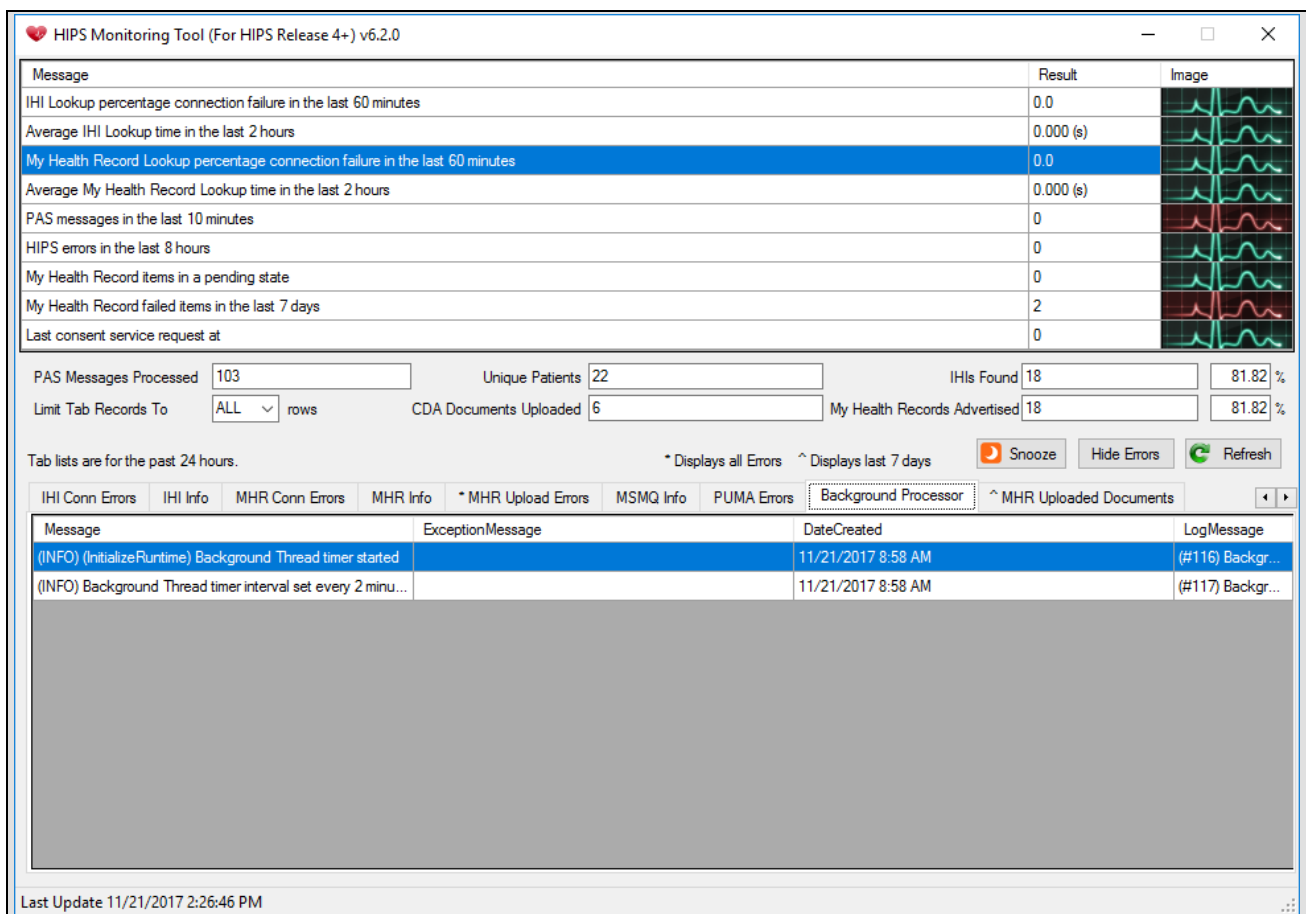 HIPS Monitoring Tool (For HIPS Release 4+) v6.2.0
Message Result Image
IHI Lookup percentage connection failure in the last 60 minutes 0.0
Average IHI Lookup time in the last 2 hours 0.000 (s)
My Health Record Lookup percentage connection failure in the last 60 minutes 0.0
Average My Health Record Lookup time in the last 2 hours 0.000 (s)
PAS messages in the last 10 minutes 0
HIPS errors in the last 8 hours 0
My Health Record items in a pending state 0
My Health Record failed items in the last 7 days 2
Last consent service request at 0
PAS Messages Processed 103 Unique Patients 22 IHIs Found 18 81.82 %
Limit Tab Records To ALL rows CDA Documents Uploaded 6 My Health Records Advertised 18 81.82 %
Tab lists are for the past 24 hours. * Displays all Errors ^ Displays last 7 days Snooze Hide Errors Refresh
IHI Conn Errors IHI Info MHR Conn Errors MHR Info * MHR Upload Errors MSMQ Info PUMA Errors Background Processor ^ MHR Uploaded Documents
Message ExceptionMessage DateCreated LogMessage
(INFO) (InitializeRuntime) Background Thread timer started 11/21/2017 8:58 AM (#116) Backgr...
(INFO) Background Thread timer interval set every 2 minu... 11/21/2017 8:58 AM (#117) Backgr...
Last Update 11/21/2017 2:26:46 PM